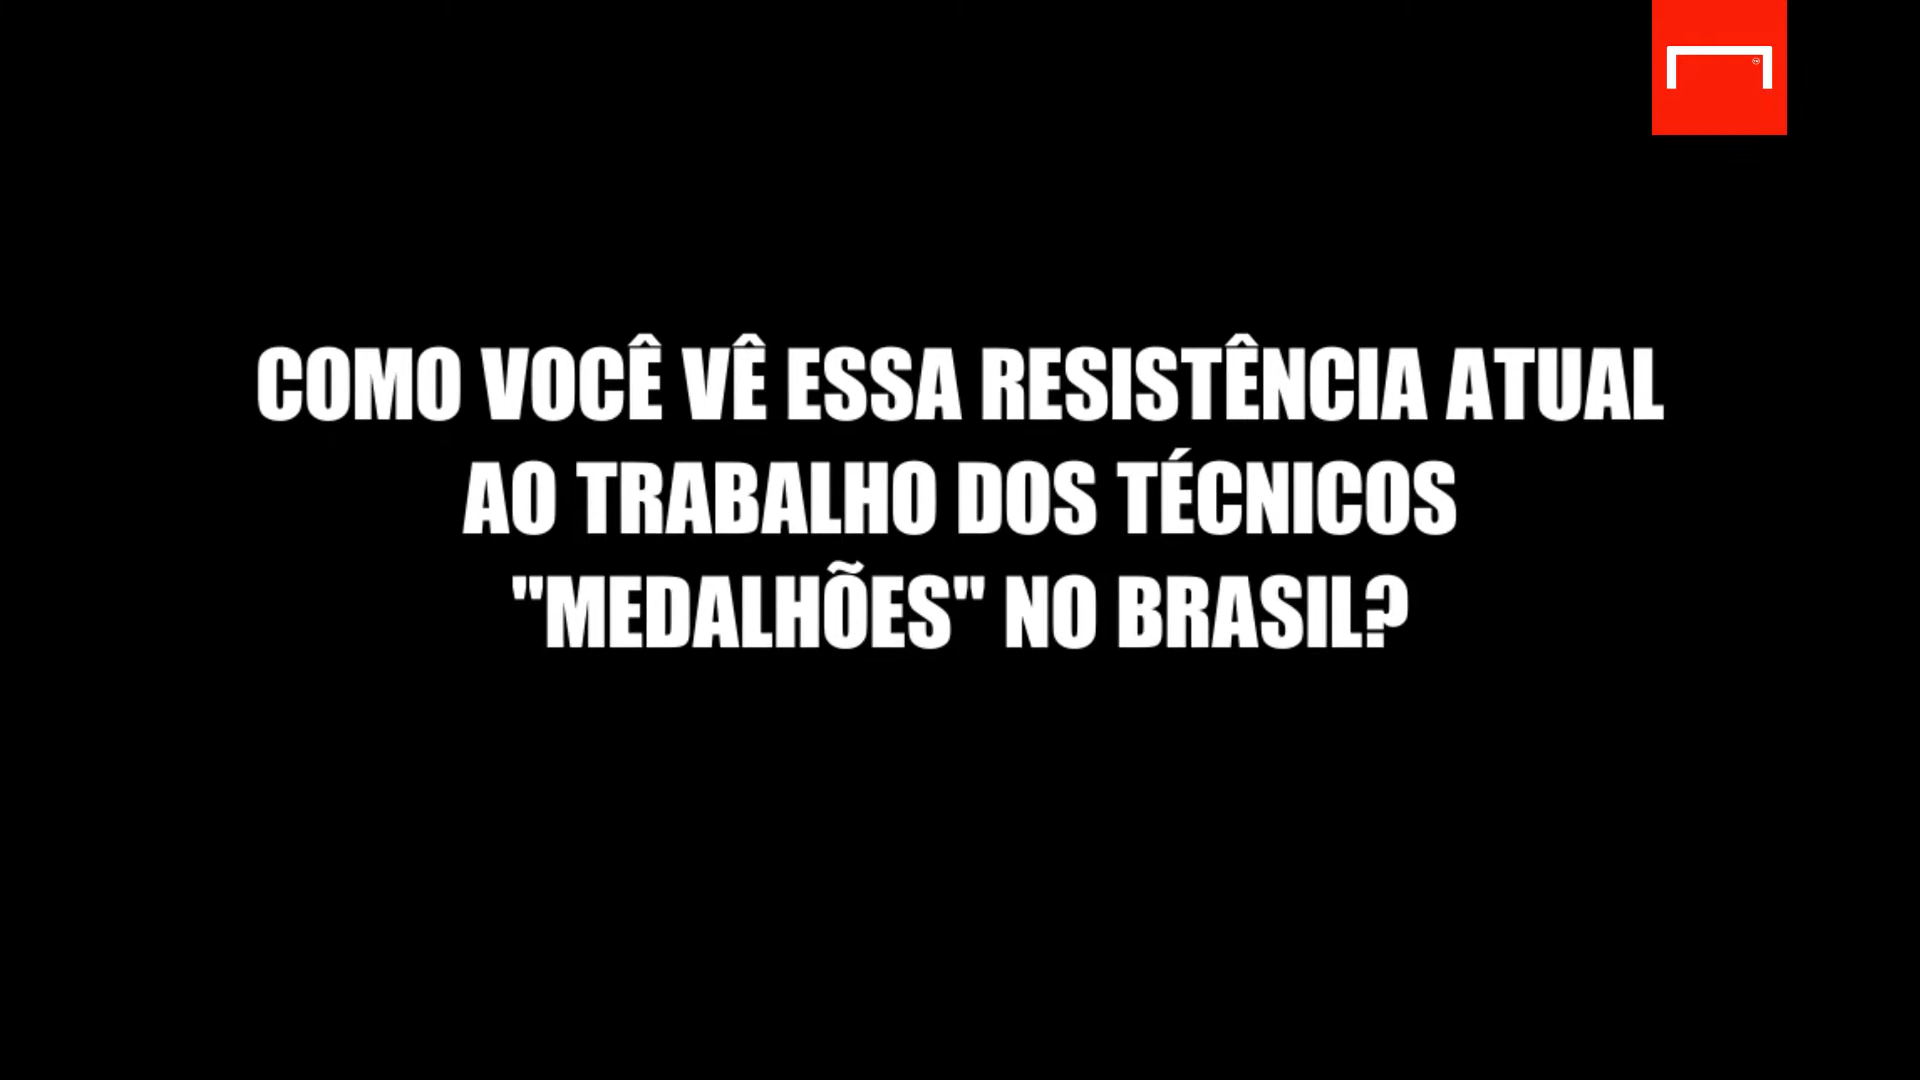 COMO VOCÊ VÊ ESSA RESISTÊNCIA ATUAL
AO TRABALHO DOS TÉCNICOS
"MEDALHÕES" NO BRASIL?